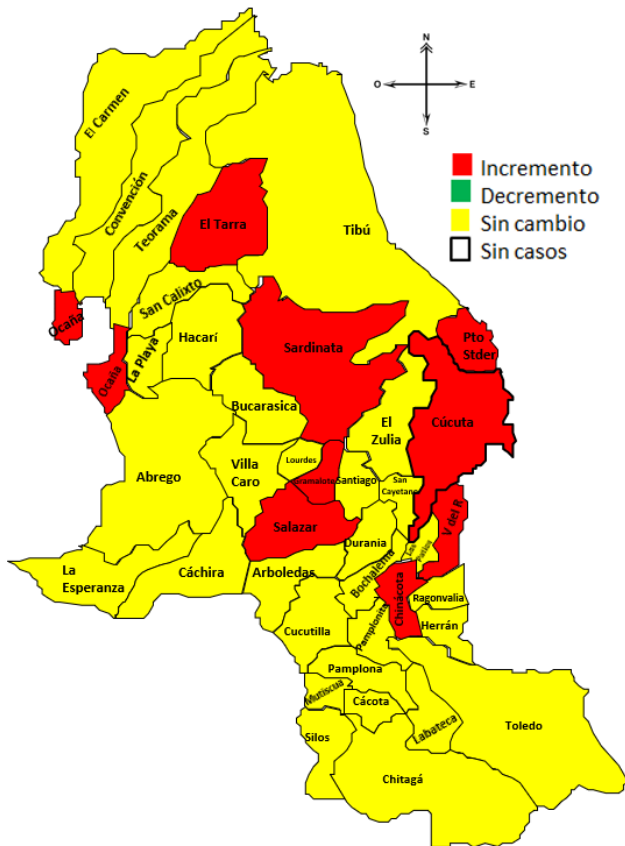 N
O
E
S
Incremento
Decremento
Sin cambio
Sin casos
El Carmen
Convención
Teorama
El Tarra
Tibú
San Calixto
Ocaña
Ocaña
La Playa
Hacarí
Sardinata
Pto
Stder
Cúcuta
Bucarasica
El
Zulia
Abrego
Villa
Caro
Lourdes
Gramalote
Santiago
San
Cayetano
Salazar
Durania
V del R
Los
Patios
La
Esperanza
Cáchira
Arboledas
Bochalema
Chinácota
Ragonvalia
Herrán
Cucutilla
Pamplonita
Pamplona
Mutiscua
Cácota
Labateca
Toledo
Silos
Chitagá